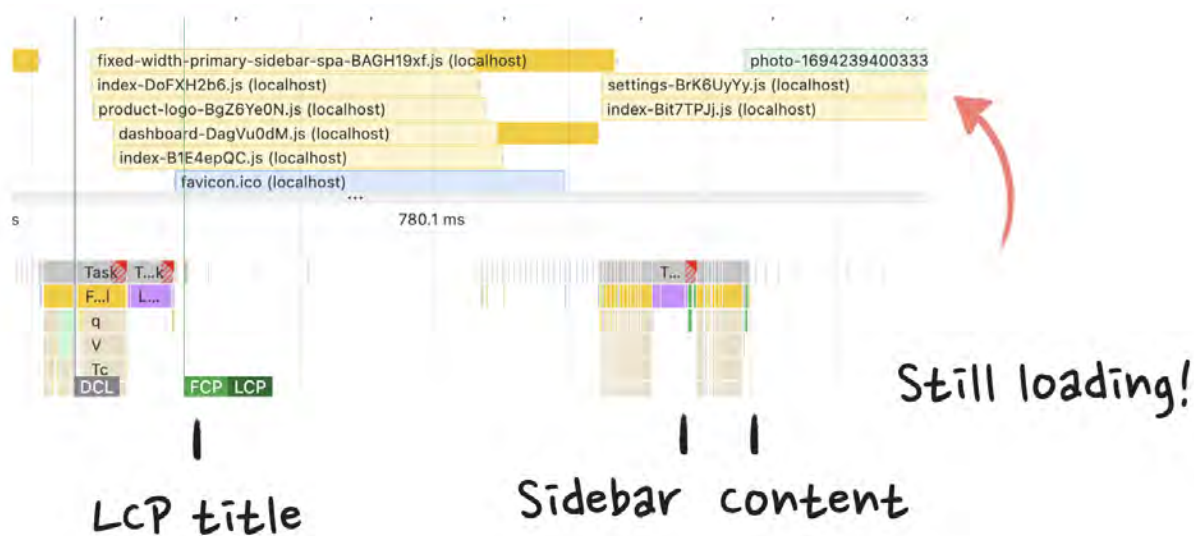 fixed-width-primary-sidebar-spa-BAGH19xf.js (localhost)
photo-1694239400333
index-DoFXH2b6.js (localhost)
settings-BrK6UyYy.js (localhost)
product-logo-BgZ6Ye0N.js (localhost)
index-Bit7TPJj.js (localhost)
dashboard-DagVu0dM.js (localhost)
index-B1E4epQC.js (localhost)
favicon.ico (localhost)
...
s
780.1 ms
Task T...k
T...
F...l L...
q
V
Tc
DCL FCP LCP
Still loading!
LCP title
Sidebar content